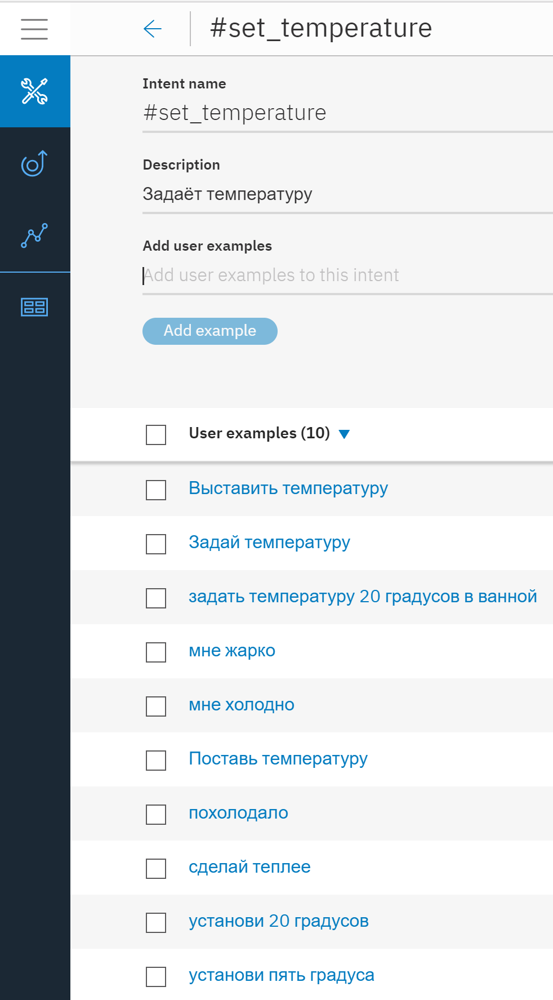 #set_temperature
Intent name
#set_temperature
Description
Задаёт температуру
Add user examples
Add user examples to this intent
Add example
User examples (10)
Выставить температуру
Задай температуру
задать температуру 20 градусов в ванной
мне жарко
мне холодно
Поставь температуру
похолодало
сделай теплее
установи 20 градусов
установи пять градуса